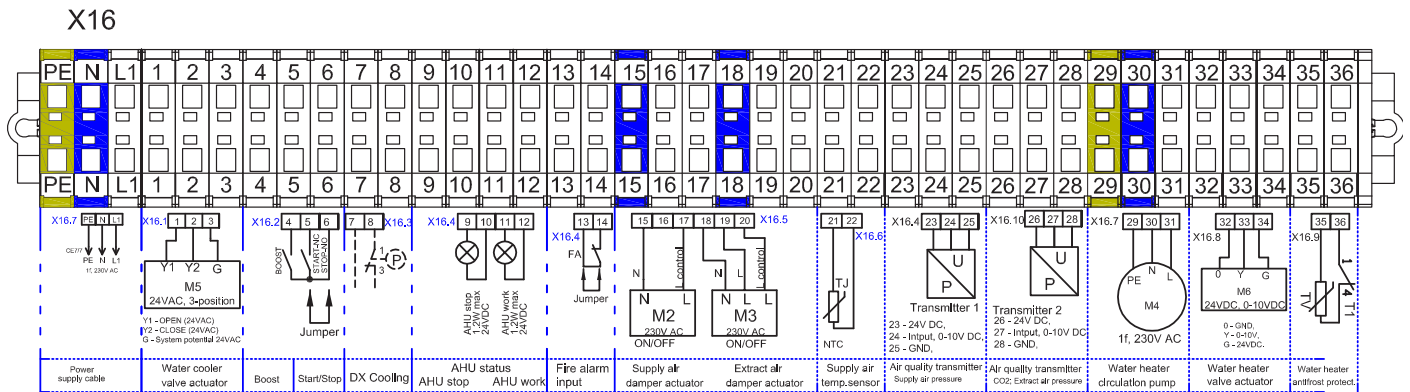 X16
PE N L1 1 2 3 4 5 6 7 8 9 10 11 12 13 14 15 16 17 18 19 20 21 22 23 24 25 26 27 28 29 30 31 32 33 34 35 36
PE N L1 1 2 3 4 5 6 7 8 9 10 11 12 13 14 15 16 17 18 19 20 21 22 23 24 25 26 27 28 29 30 31 32 33 34 35 36
X16.7 PE N L1
CE7/7
PE N L1
1f, 230V AC
Power
supply cable
X16.1 1 2 3
Y1 Y2 G
M5
24VAC, 3-position
Y1 - OPEN (24VAC)
Y2 - CLOSE (24VAC)
G - System potential 24VAC
Water cooler
valve actuator
X16.2 4 5 6
BOOST
START-NC
STOP-NO
Jumper
Boost
Start/Stop
7 8 X16.3
1
3
P
DX Cooling
X16.4 9 10 11 12
AHU stop
1.2W max
24VDC
AHU work
1.2W max
24VDC
AHU status
AHU stop AHU work
13 14
X16.4
FA
Jumper
Fire alarm
input
15 16 17 18 19 20 X16.5
N L control N L L control
N L
M2
230V AC
ON/OFF
N L L
M3
230V AC
ON/OFF
Supply air
damper actuator
Extract air
damper actuator
21 22
X16.6
TJ
NTC
Supply air
temp.sensor
X16.4 23 24 25
U
P
Transmitter 1
23 - 24V DC,
24 - Intput, 0-10V DC,
25 - GND,
Air quality transmitter
Supply air pressure
X16.10 26 27 28
U
P
Transmitter 2
26 - 24V DC,
27 - Intput, 0-10V DC
28 - GND,
Air quality transmitter
CO2; Extract air pressure
X16.7 29 30 31
PE N L
M4
1f, 230V AC
Water heater
circulation pump
32 33 34
X16.8
0 Y G
M6
24VDC, 0-10VDC
0 - GND,
Y - 0-10V,
G - 24VDC.
Water heater
valve actuator
35 36
X16.9
TV
1
4
T1
Water heater
antifrost protect